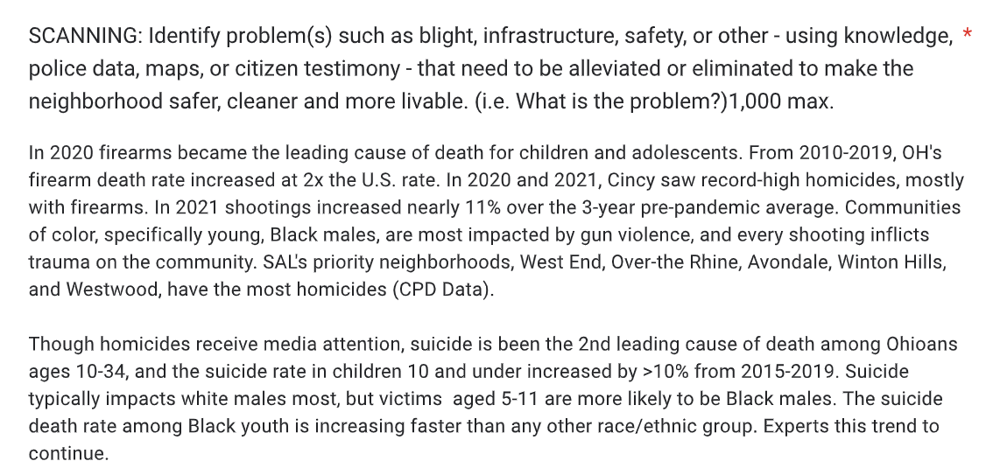 SCANNING: Identify problem(s) such as blight, infrastructure, safety, or other - using knowledge, *
police data, maps, or citizen testimony - that need to be alleviated or eliminated to make the
neighborhood safer, cleaner and more livable. (i.e. What is the problem?)1,000 max.
In 2020 firearms became the leading cause of death for children and adolescents. From 2010-2019, OH's
firearm death rate increased at 2x the U.S. rate. In 2020 and 2021, Cincy saw record-high homicides, mostly
with firearms. In 2021 shootings increased nearly 11% over the 3-year pre-pandemic average. Communities
of color, specifically young, Black males, are most impacted by gun violence, and every shooting inflicts
trauma on the community. SAL's priority neighborhoods, West End, Over-the Rhine, Avondale, Winton Hills,
and Westwood, have the most homicides (CPD Data).
Though homicides receive media attention, suicide is been the 2nd leading cause of death among Ohioans
ages 10-34, and the suicide rate in children 10 and under increased by >10% from 2015-2019. Suicide
typically impacts white males most, but victims  aged 5-11 are more likely to be Black males. The suicide
death rate among Black youth is increasing faster than any other race/ethnic group. Experts this trend to
continue.